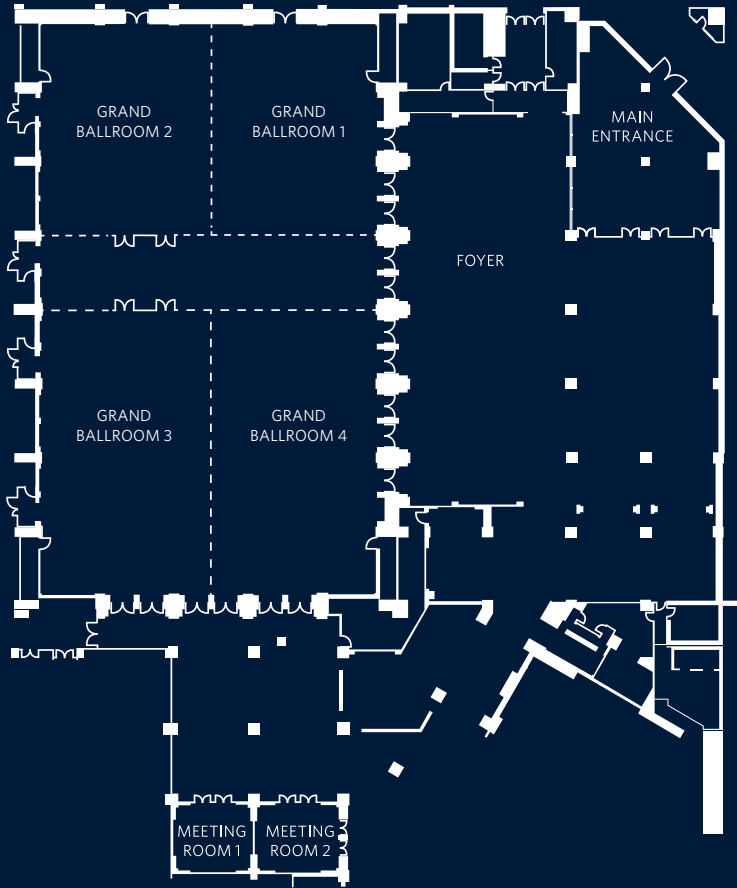 GRAND
BALLROOM 2
GRAND
BALLROOM 1
MAIN
ENTRANCE
FOYER
GRAND
BALLROOM 3
GRAND
BALLROOM 4
MEETING
ROOM 1
MEETING
ROOM 2